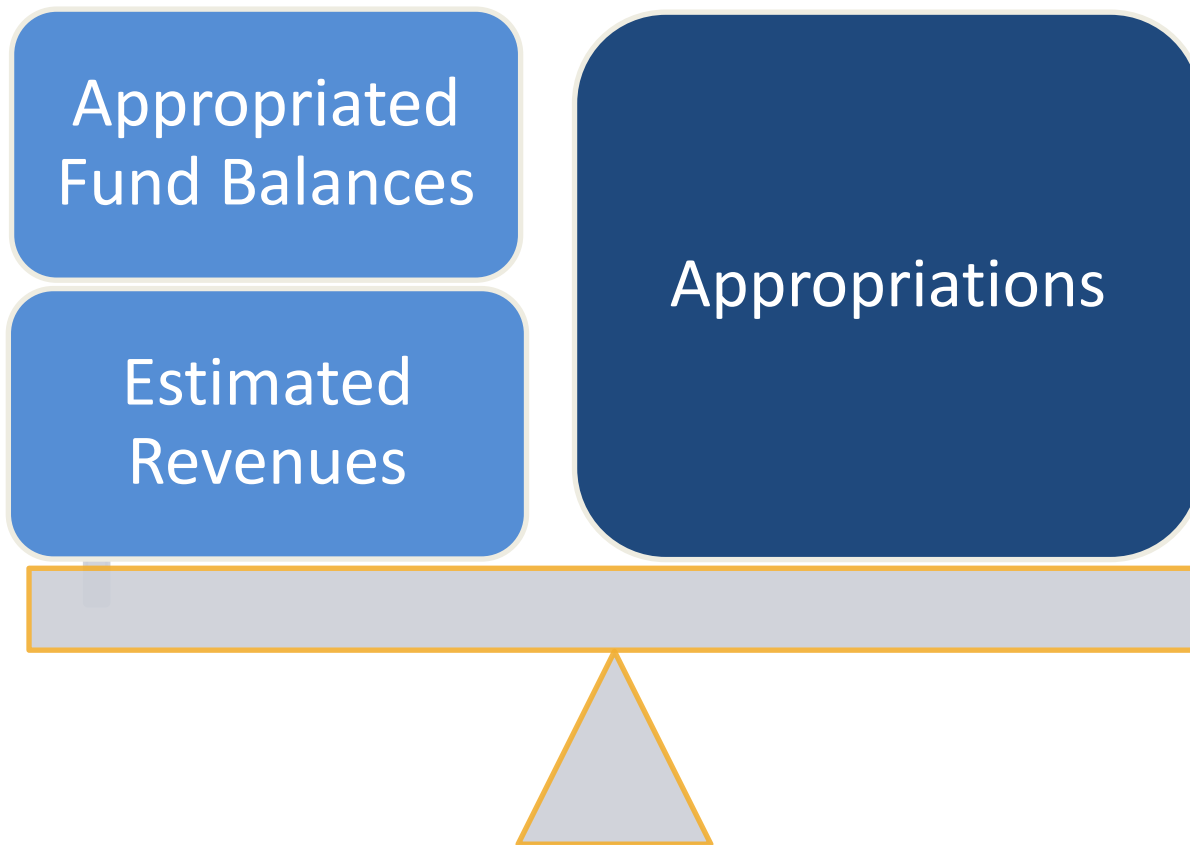 Appropriated
Fund Balances
Estimated
Revenues
Appropriations